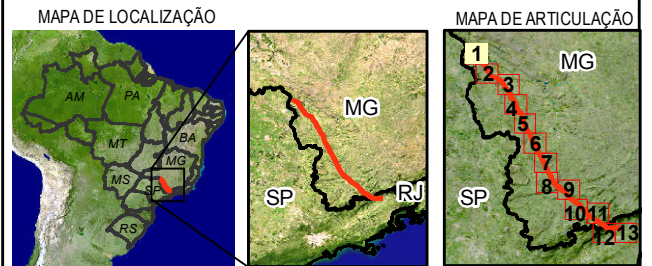 MAPA DE LOCALIZAÇÃO
AM
PA
MT
BA
MG
MS
SP
RS
MG
SP
RJ
MAPA DE ARTICULAÇÃO
1
MG
2
3
4
5
6
7
8
9
SP
10
11
12
13